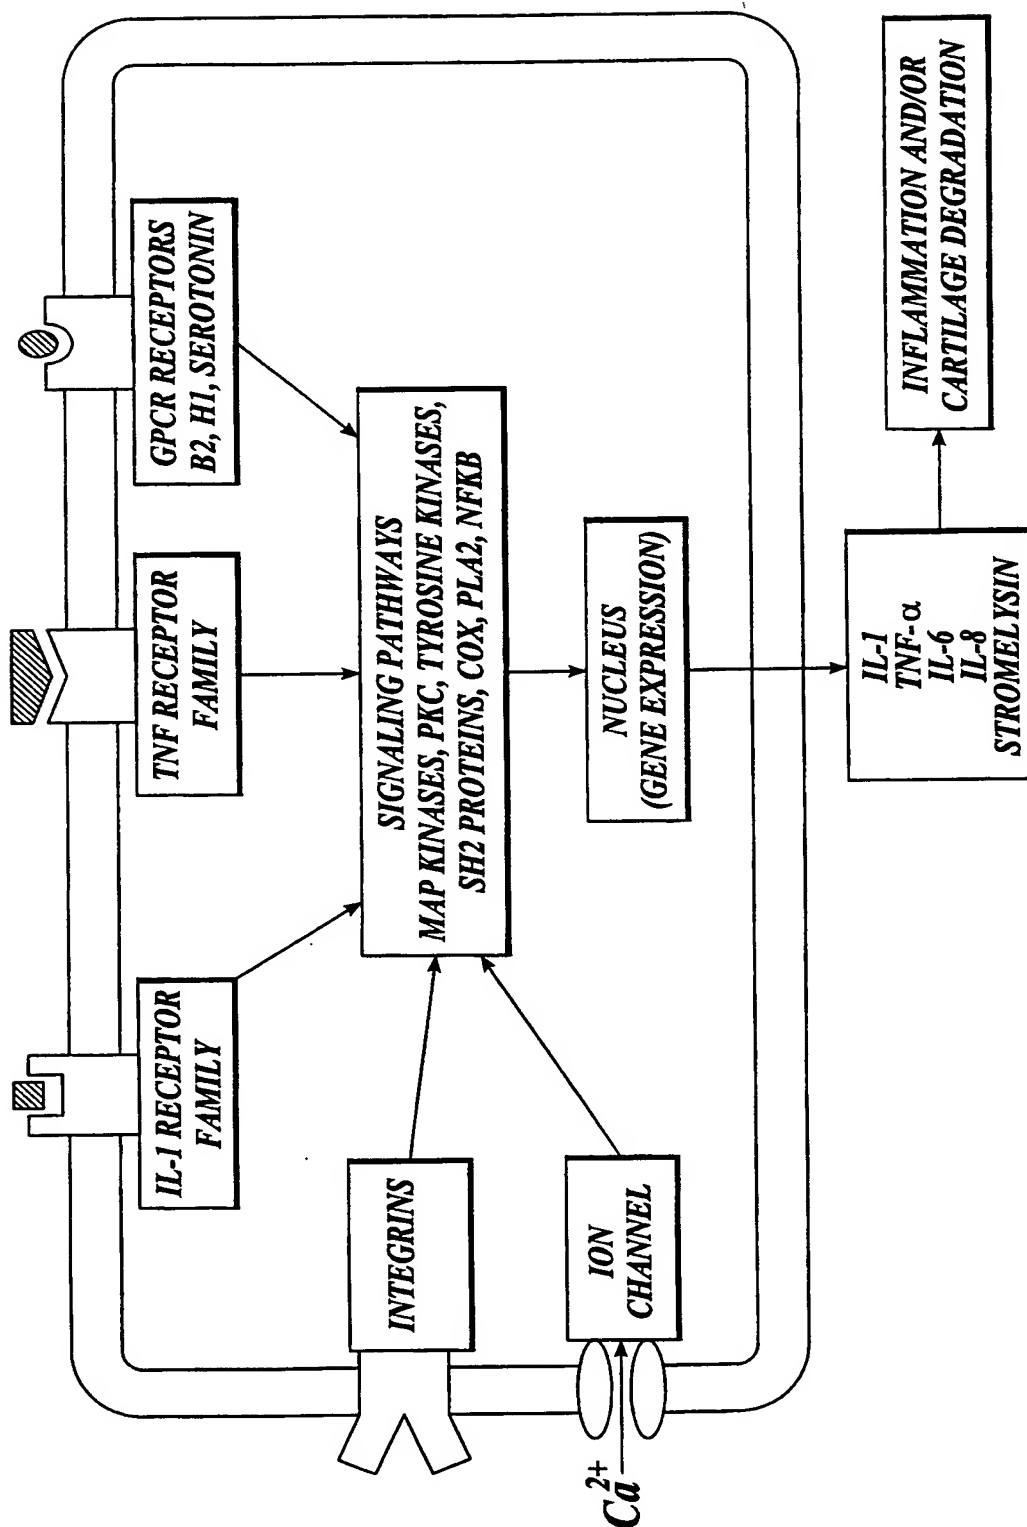 IL-1 RECEPTOR
FAMILY
TNF RECEPTOR
FAMILY
GPCR RECEPTORS
B2, H1, SEROTONIN
INTEGRINS
SIGNALING PATHWAYS
MAP KINASES, PKC, TYROSINE KINASES,
SH2 PROTEINS, COX, PLA2, NFKB
Ca2+
ION
CHANNEL
NUCLEUS
(GENE EXPRESSION)
IL-1
TNF-α
IL-6
IL-8
STROMELYSIN
INFLAMMATION AND/OR
CARTILAGE DEGRADATION